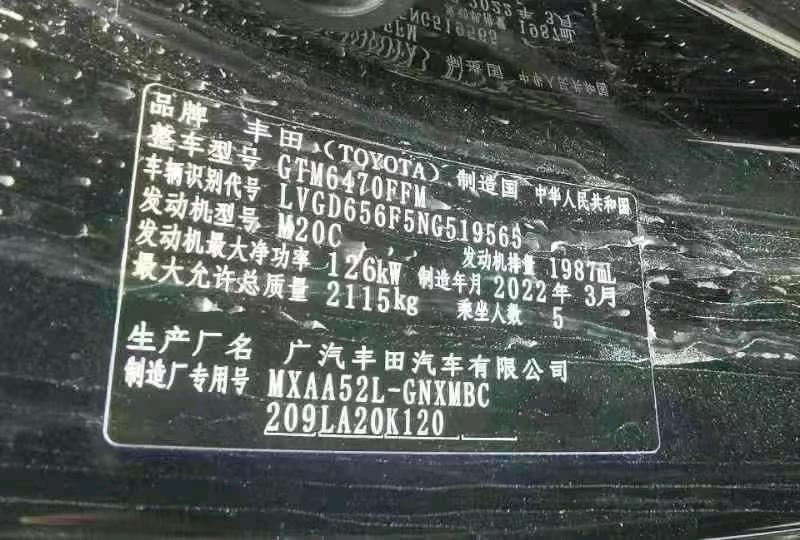 品牌 丰田(TOYOTA) 制造国 中华人民共和国
整车型号 GTM6470FFM
车辆识别代号 LVGD656F5NG519565
发动机型号 M20C 发动机排量 1987mL
发动机最大净功率 126kW 制造年月 2022年 3月
最大允许总质量 2115kg 乘坐人数 5
生产厂名 广汽丰田汽车有限公司
制造厂专用号 MXAA52L-GNXMBC
209LA20K120